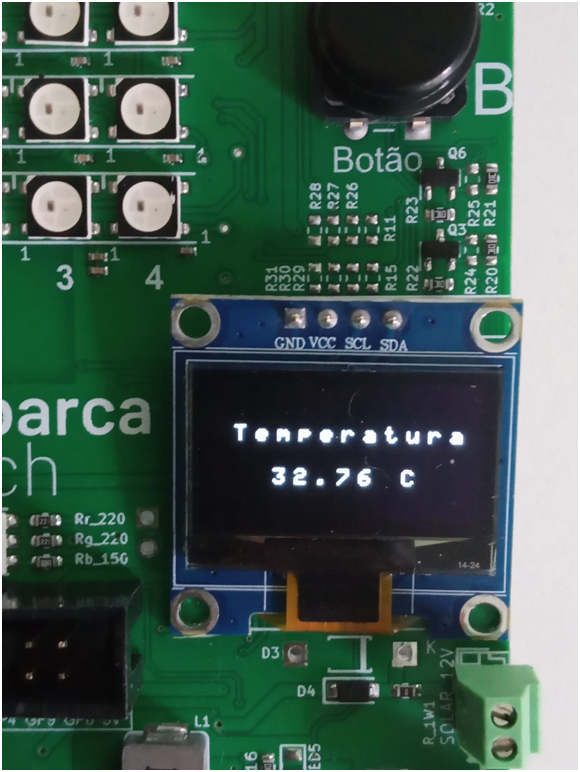 R2
1 1
B
1 1 1
Botão
Q6
R28
R27
R26
R11
R23
R25
R21
1 1
3 4
Q3
R31
R30
R29
R15
R22
R24
R20
GND VCC SCL SDA
barca
ch
Temperatura
32.76 C
14-24
Rr_220
Rg_220
Rb_150
D3
K
D4
R_1W1
SOLAR 12V
L1